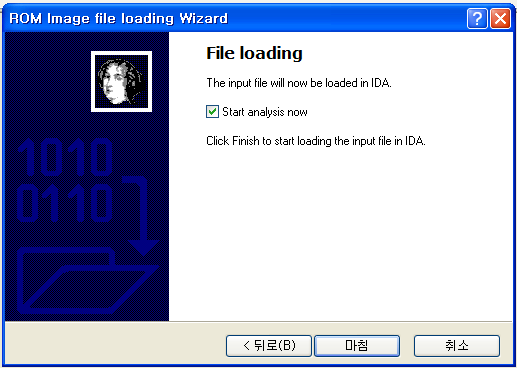 ROM Image file loading Wizard
File loading
The input file will now be loaded in IDA.
Start analysis now
Click Finish to start loading the input file in IDA.
1010
0110
< 뒤로(B) 마침 취소